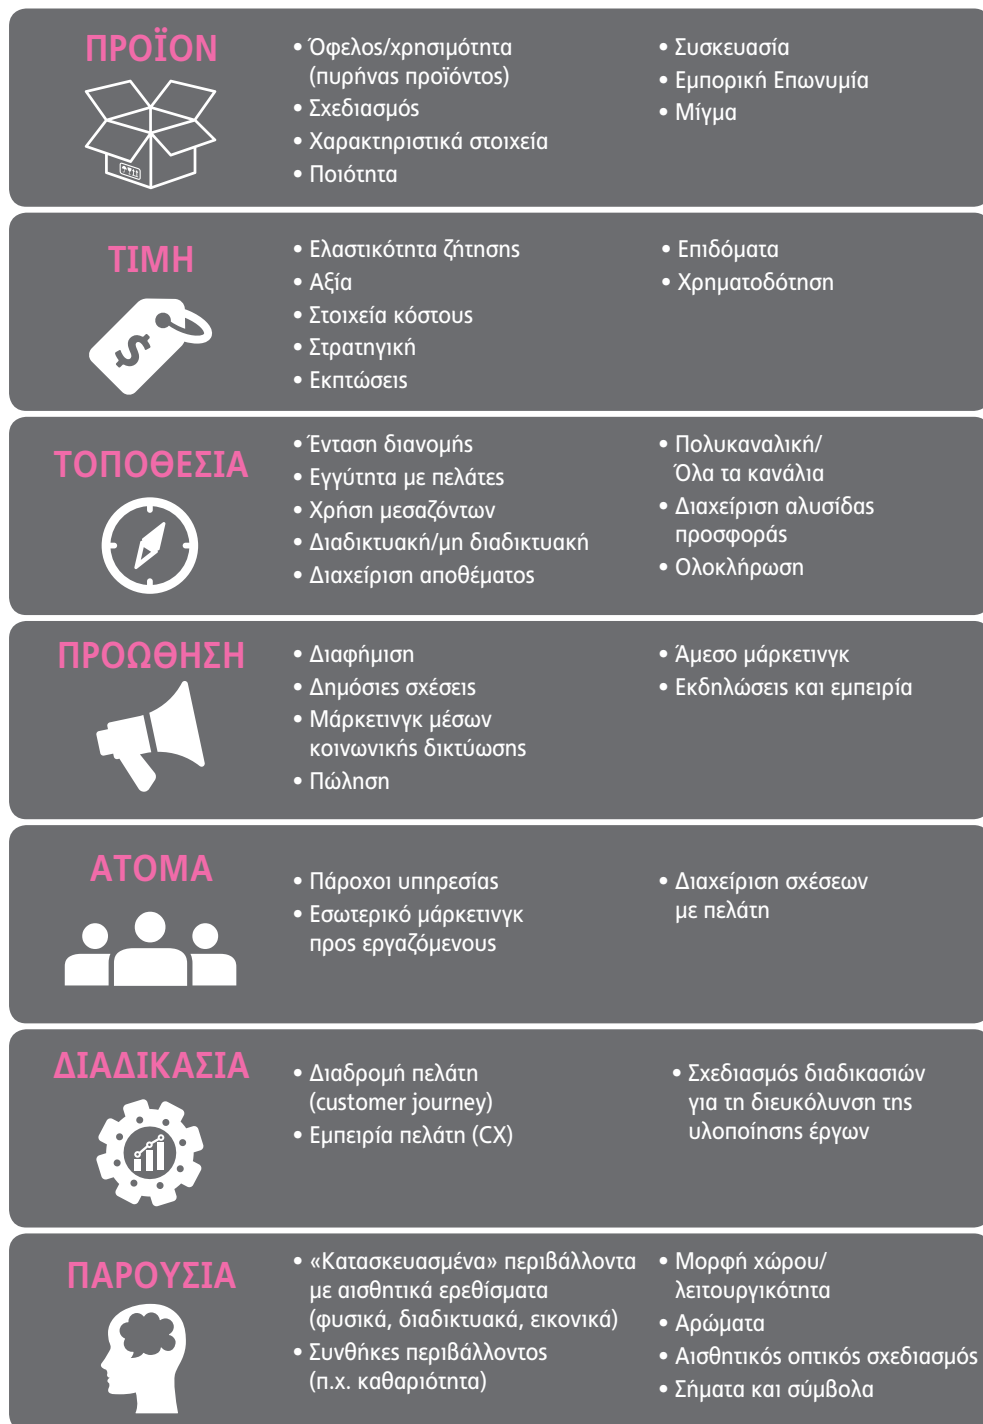 ΠΡΟΪΟΝ
• Όφελος/χρησιμότητα
(πυρήνας προϊόντος)
• Σχεδιασμός
• Χαρακτηριστικά στοιχεία
• Ποιότητα
• Συσκευασία
• Εμπορική Επωνυμία
• Μίγμα
ΤΙΜΗ
$
• Ελαστικότητα ζήτησης
• Αξία
• Στοιχεία κόστους
• Στρατηγική
• Εκπτώσεις
• Επιδόματα
• Χρηματοδότηση
ΤΟΠΟΘΕΣΙΑ
• Ένταση διανομής
• Εγγύτητα με πελάτες
• Χρήση μεσαζόντων
• Διαδικτυακή/μη διαδικτυακή
• Διαχείριση αποθέματος
• Πολυκαναλική/
Όλα τα κανάλια
• Διαχείριση αλυσίδας
προσφοράς
• Ολοκλήρωση
ΠΡΟΩΘΗΣΗ
• Διαφήμιση
• Δημόσιες σχέσεις
• Μάρκετινγκ μέσων
κοινωνικής δικτύωσης
• Πώληση
• Άμεσο μάρκετινγκ
• Εκδηλώσεις και εμπειρία
ΑΤΟΜΑ
• Πάροχοι υπηρεσίας
• Εσωτερικό μάρκετινγκ
προς εργαζόμενους
• Διαχείριση σχέσεων
με πελάτη
ΔΙΑΔΙΚΑΣΙΑ
• Διαδρομή πελάτη
(customer journey)
• Εμπειρία πελάτη (CX)
• Σχεδιασμός διαδικασιών
για τη διευκόλυνση της
υλοποίησης έργων
ΠΑΡΟΥΣΙΑ
• «Κατασκευασμένα» περιβάλλοντα
με αισθητικά ερεθίσματα
(φυσικά, διαδικτυακά, εικονικά)
• Συνθήκες περιβάλλοντος
(π.χ. καθαριότητα)
• Μορφή χώρου/
λειτουργικότητα
• Αρώματα
• Αισθητικός οπτικός σχεδιασμός
• Σήματα και σύμβολα